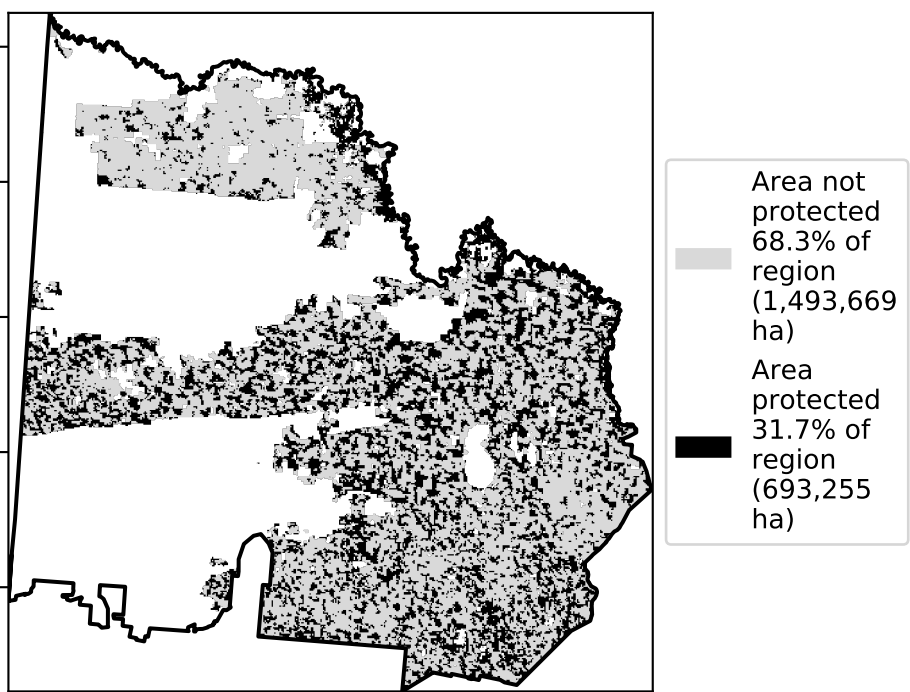 Area not
protected
68.3% of
region
(1,493,669
ha)
Area
protected
31.7% of
region
(693,255
ha)